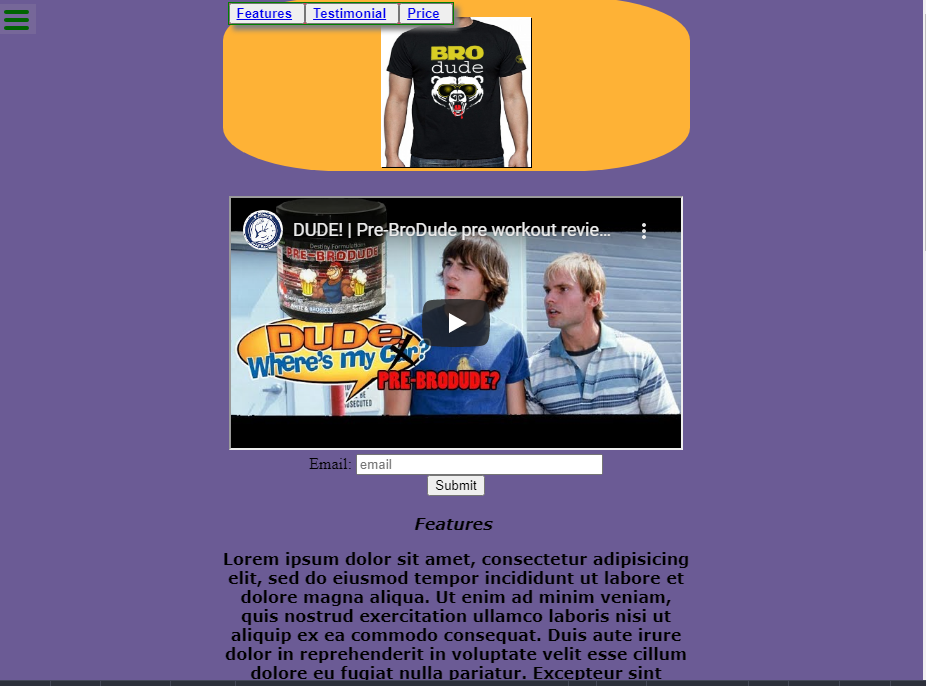 Features
Testimonial
Price
BRO
dude
DUDE! | Pre-BroDude pre workout revie...
PRE-BRODUDE
DUDE,
WHERE'S MY CAR?
PRE-BRODUDE?
Email: email
Submit
Features
Lorem ipsum dolor sit amet, consectetur adipisicing
elit, sed do eiusmod tempor incididunt ut labore et
dolore magna aliqua. Ut enim ad minim veniam,
quis nostrud exercitation ullamco laboris nisi ut
aliquip ex ea commodo consequat. Duis aute irure
dolor in reprehenderit in voluptate velit esse cillum
dolore eu fugiat nulla pariatur. Excepteur sint